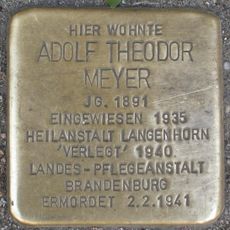 HIER WOHNTE
ADOLF THEODOR
MEYER
JG. 1891
EINGEWIESEN 1935
HEILANSTALT LANGENHORN
'VERLEGT' 1940
LANDES-PFLEGEANSTALT
BRANDENBURG
ERMORDET 2.2.1941